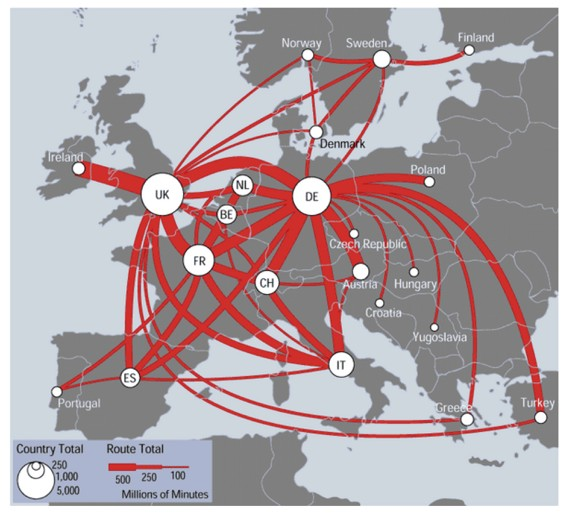 Norway
Sweden
Finland
Denmark
Ireland
UK
NL
DE
Poland
BE
Czech Republic
FR
CH
Austria
Hungary
Croatia
Yugoslavia
IT
ES
Portugal
Greece
Turkey
Country Total
250
1,000
5,000
Route Total
500 250 100
Millions of Minutes